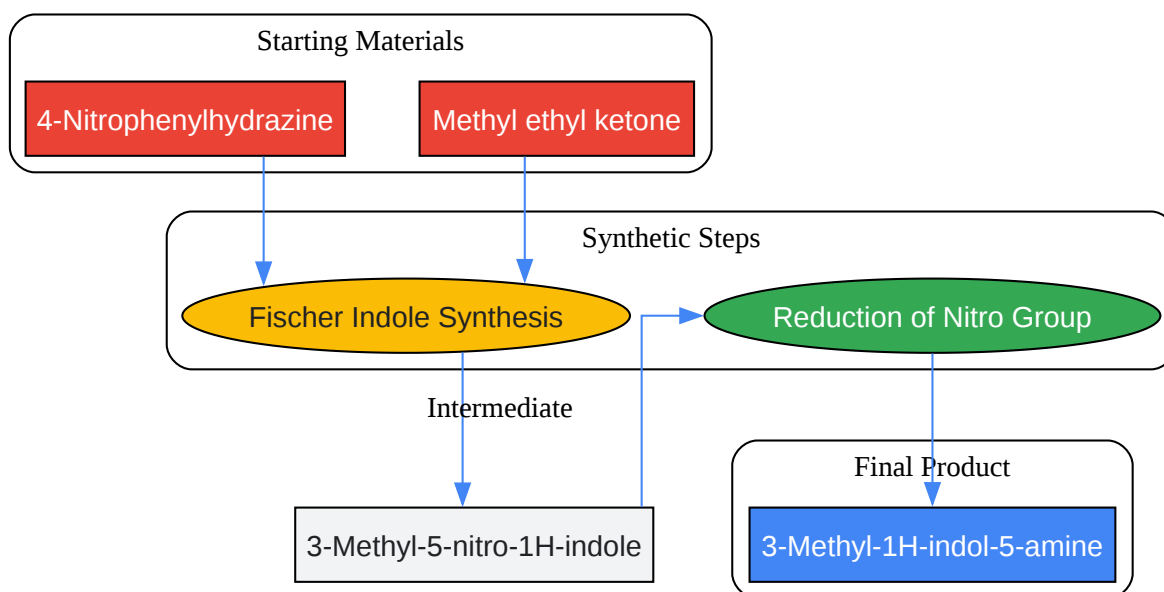 Starting Materials
4-Nitrophenylhydrazine
Methyl ethyl ketone
Synthetic Steps
Fischer Indole Synthesis
Reduction of Nitro Group
Intermediate
Final Product
3-Methyl-5-nitro-1H-indole
3-Methyl-1H-indol-5-amine